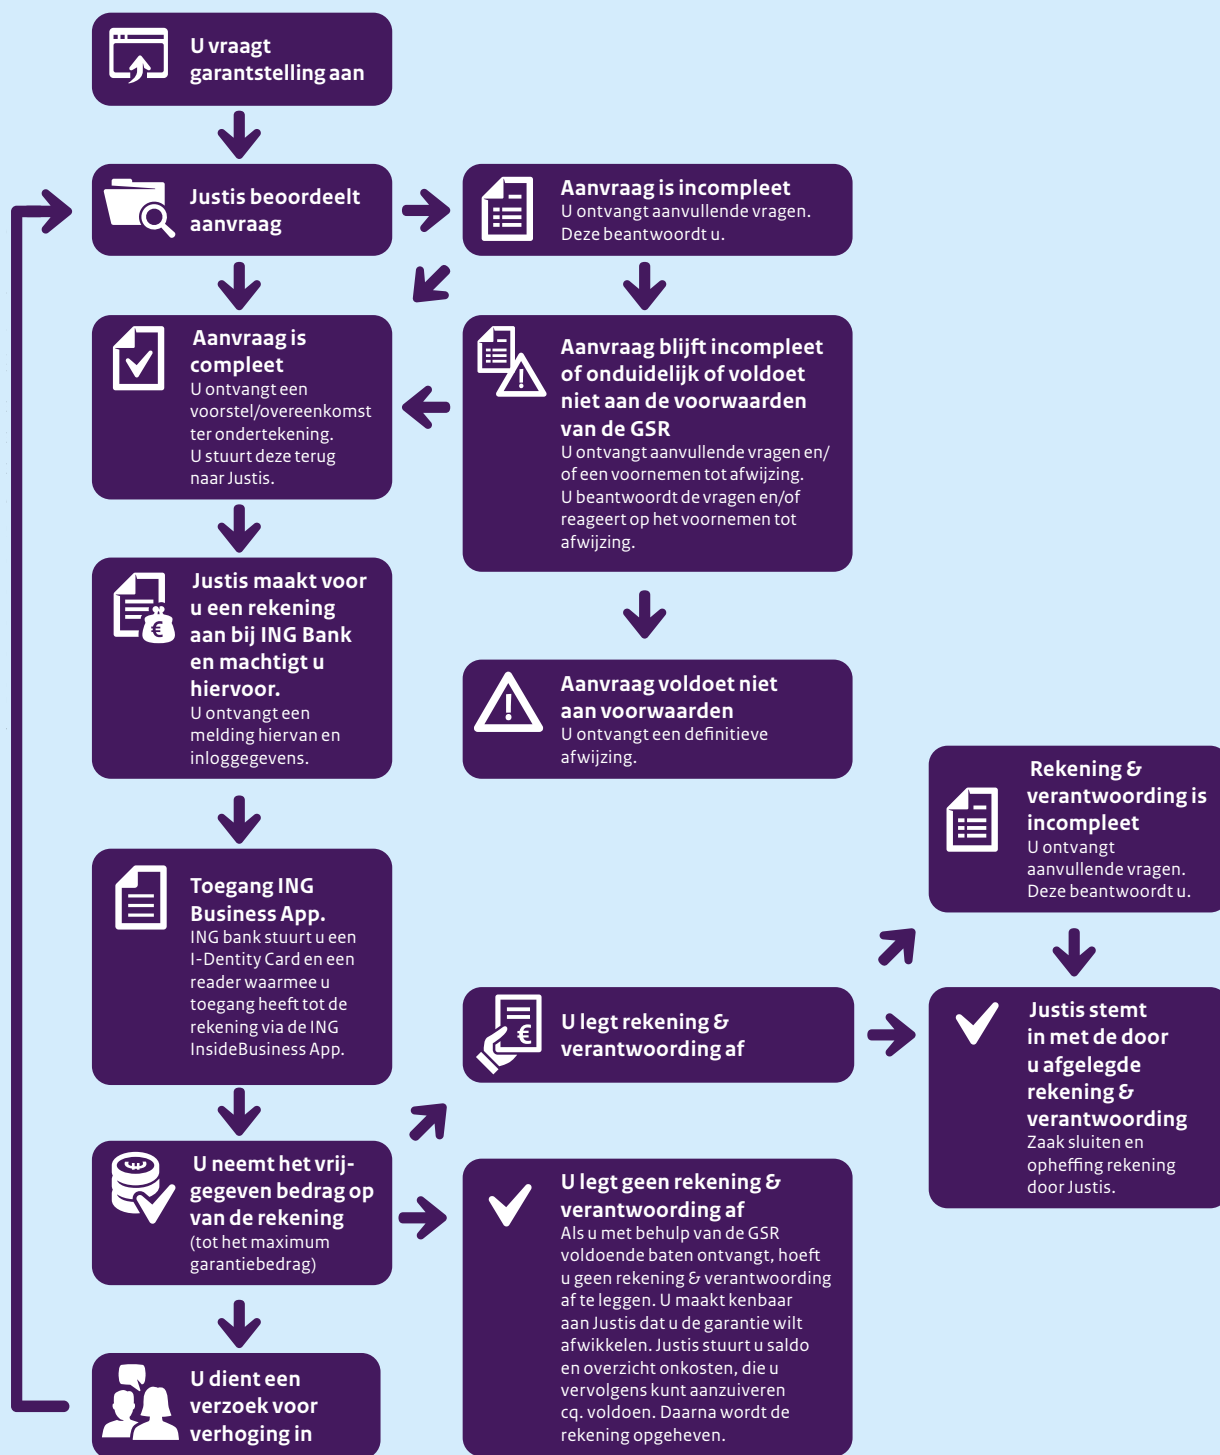 U vraagt
garantstelling aan
Justis beoordeelt
aanvraag
Aanvraag is incompleet
U ontvangt aanvullende vragen.
Deze beantwoordt u.
Aanvraag is
compleet
U ontvangt een
voorstel/overeenkomst
ter ondertekening.
U stuurt deze terug
naar Justis.
Aanvraag blijft incompleet
of onduidelijk of voldoet
niet aan de voorwaarden
van de GSR
U ontvangt aanvullende vragen en/
of een voornemen tot afwijzing.
U beantwoordt de vragen en/of
reageert op het voornemen tot
afwijzing.
Justis maakt voor
u een rekening
aan bij ING Bank
en machtigt u
hiervoor.
U ontvangt een
melding hiervan en
inloggegevens.
Aanvraag voldoet niet
aan voorwaarden
U ontvangt een definitieve
afwijzing.
Rekening &
verantwoording is
incompleet
U ontvangt
aanvullende vragen.
Deze beantwoordt u.
Toegang ING
Business App.
ING bank stuurt u een
I-Dentity Card en een
reader waarmee u
toegang heeft tot de
rekening via de ING
InsideBusiness App.
€
U legt rekening &
verantwoording af
€
Justis stemt
in met de door
u afgelegde
rekening &
verantwoording
Zaak sluiten en
opheffing rekening
door Justis.
U neemt het vrij-
gegeven bedrag op
van de rekening
(tot het maximum
garantiebedrag)
U legt geen rekening &
verantwoording af
Als u met behulp van de GSR
voldoende baten ontvangt, hoeft
u geen rekening & verantwoording
af te leggen. U maakt kenbaar
aan Justis dat u de garantie wilt
afwikkelen. Justis stuurt u saldo
en overzicht onkosten, die u
vervolgens kunt aanzuiveren
cq. voldoen. Daarna wordt de
rekening opgeheven.
U dient een
verzoek voor
verhoging in